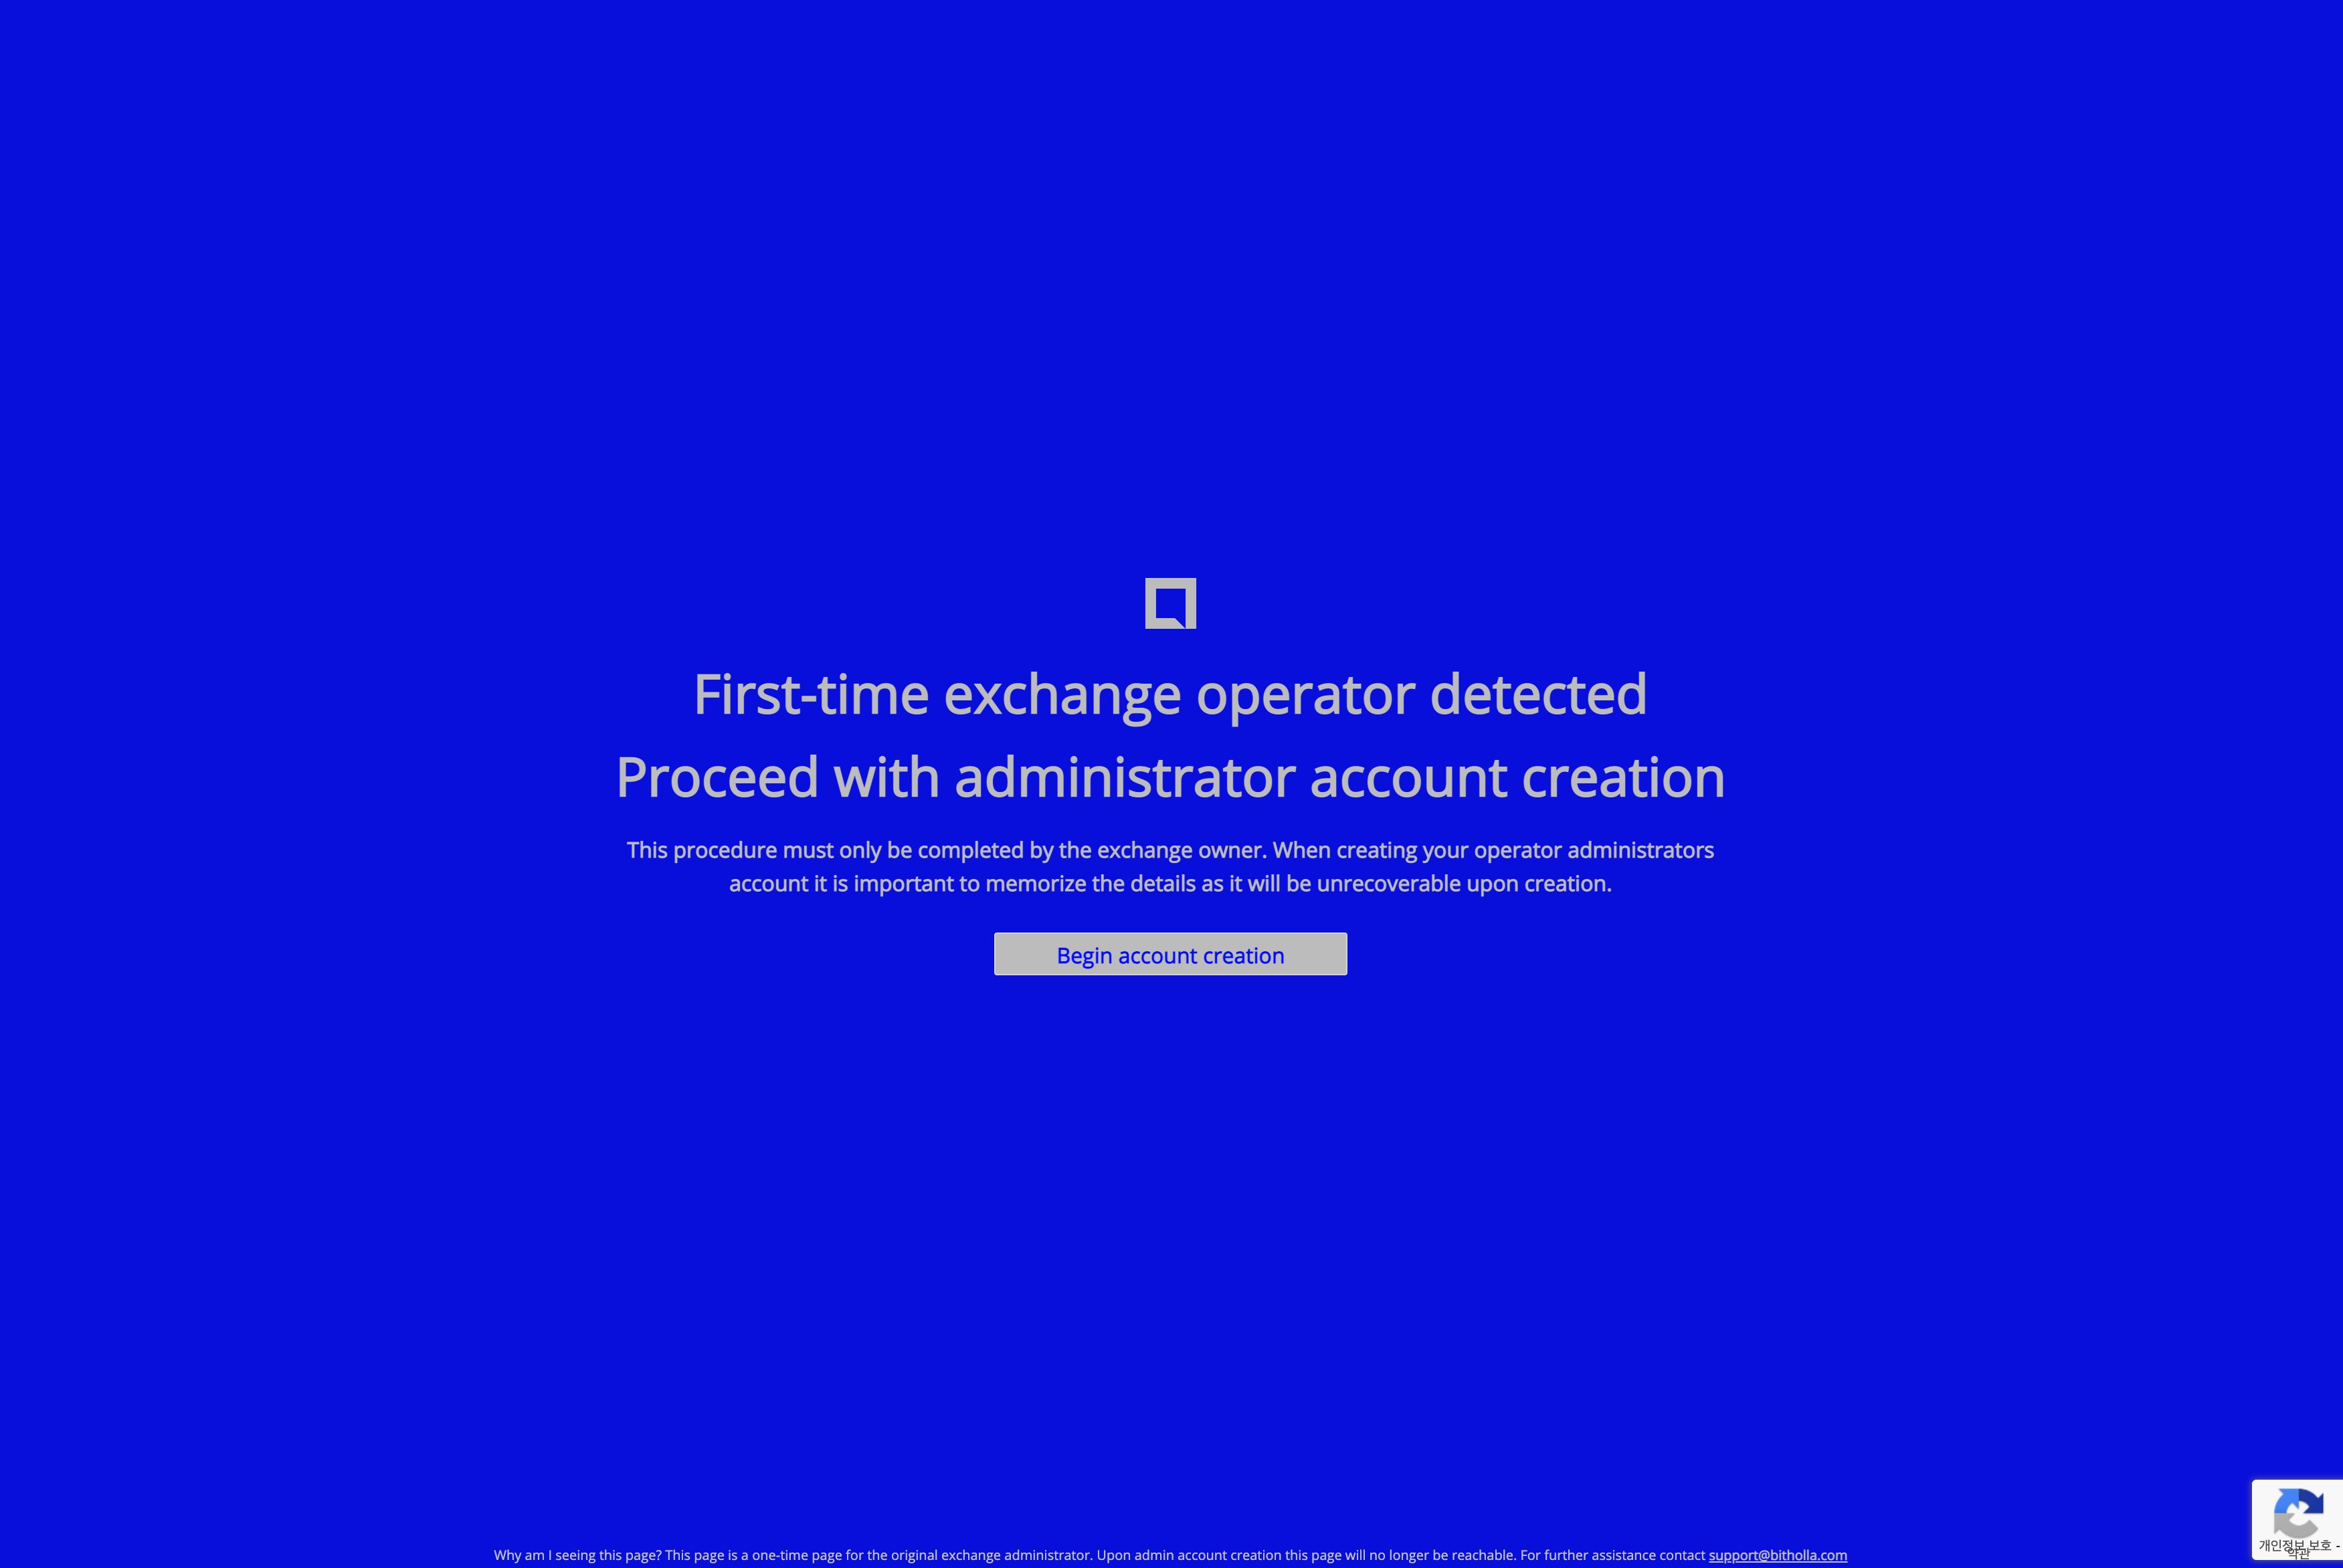 First-time exchange operator detected
Proceed with administrator account creation
This procedure must only be completed by the exchange owner. When creating your operator administrators
account it is important to memorize the details as it will be unrecoverable upon creation.
Begin account creation
Why am I seeing this page? This page is a one-time page for the original exchange administrator. Upon admin account creation this page will no longer be reachable. For further assistance contact support@bitholla.com
개인정보 보호 -
약관